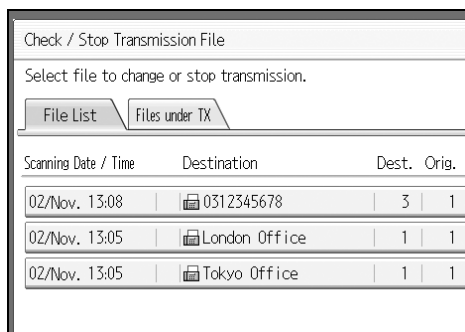 Check / Stop Transmission File
Select file to change or stop transmission.
File List Files under TX
Scanning Date / Time Destination Dest. Orig.
02/Nov. 13:08 0312345678 3 1
02/Nov. 13:05 London Office 1 1
02/Nov. 13:05 Tokyo Office 1 1